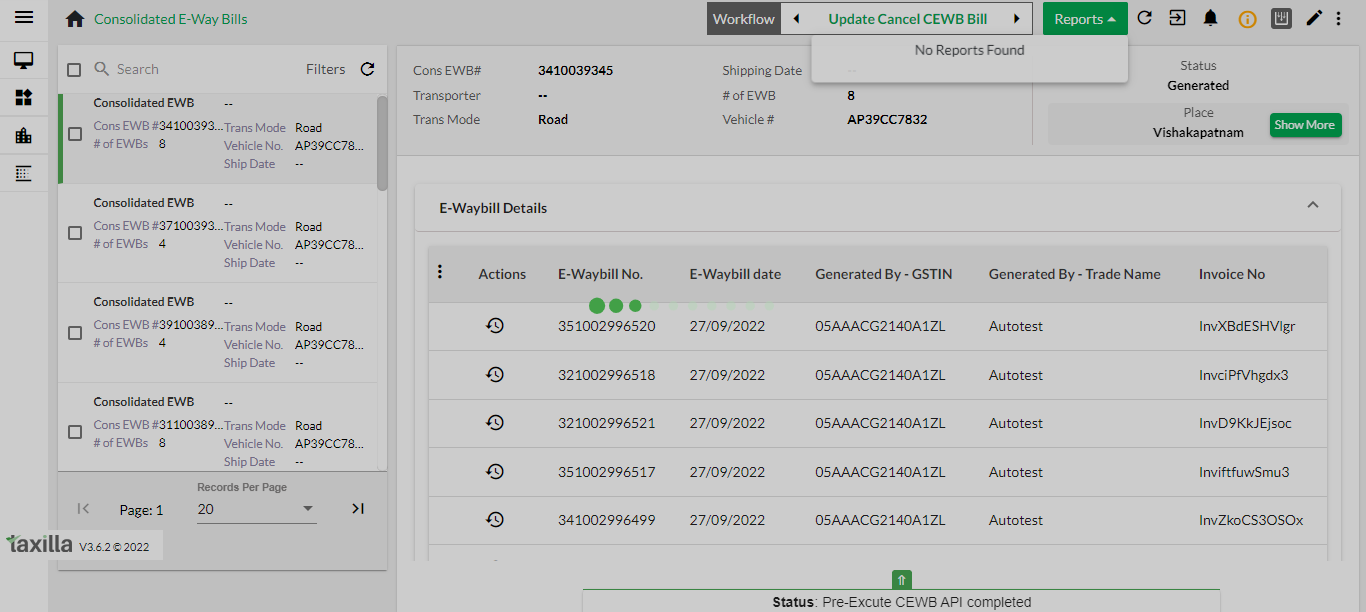 Consolidated E-Way Bills
Workflow
Update Cancel CEWB Bill
Reports
No Reports Found
Search
Filters
Consolidated EWB --
Cons EWB #34100393... Trans Mode Road
# of EWBs 8 Vehicle No. AP39CC78...
Ship Date --
Consolidated EWB --
Cons EWB #37100393... Trans Mode Road
# of EWBs 4 Vehicle No. AP39CC78...
Ship Date --
Consolidated EWB --
Cons EWB #39100389... Trans Mode Road
# of EWBs 4 Vehicle No. AP39CC78...
Ship Date --
Consolidated EWB --
Cons EWB #31100389... Trans Mode Road
# of EWBs 8 Vehicle No. AP39CC78...
Ship Date --
Records Per Page
Page: 1 20
taxilla V3.6.2 © 2022
Cons EWB# 3410039345 Shipping Date --
Transporter -- # of EWB 8
Trans Mode Road Vehicle # AP39CC7832
Status
Generated
Place
Vishakapatnam
Show More
E-Waybill Details
Actions E-Waybill No. E-Waybill date Generated By - GSTIN Generated By - Trade Name Invoice No
351002996520 27/09/2022 05AAACG2140A1ZL Autotest InvXBdESHVlgr
321002996518 27/09/2022 05AAACG2140A1ZL Autotest InvciPfVhgdx3
321002996521 27/09/2022 05AAACG2140A1ZL Autotest InvD9KkJEjsoc
351002996517 27/09/2022 05AAACG2140A1ZL Autotest InviftfuwSmu3
341002996499 27/09/2022 05AAACG2140A1ZL Autotest InvZkoCS3OSOx
Status: Pre-Excute CEWB API completed